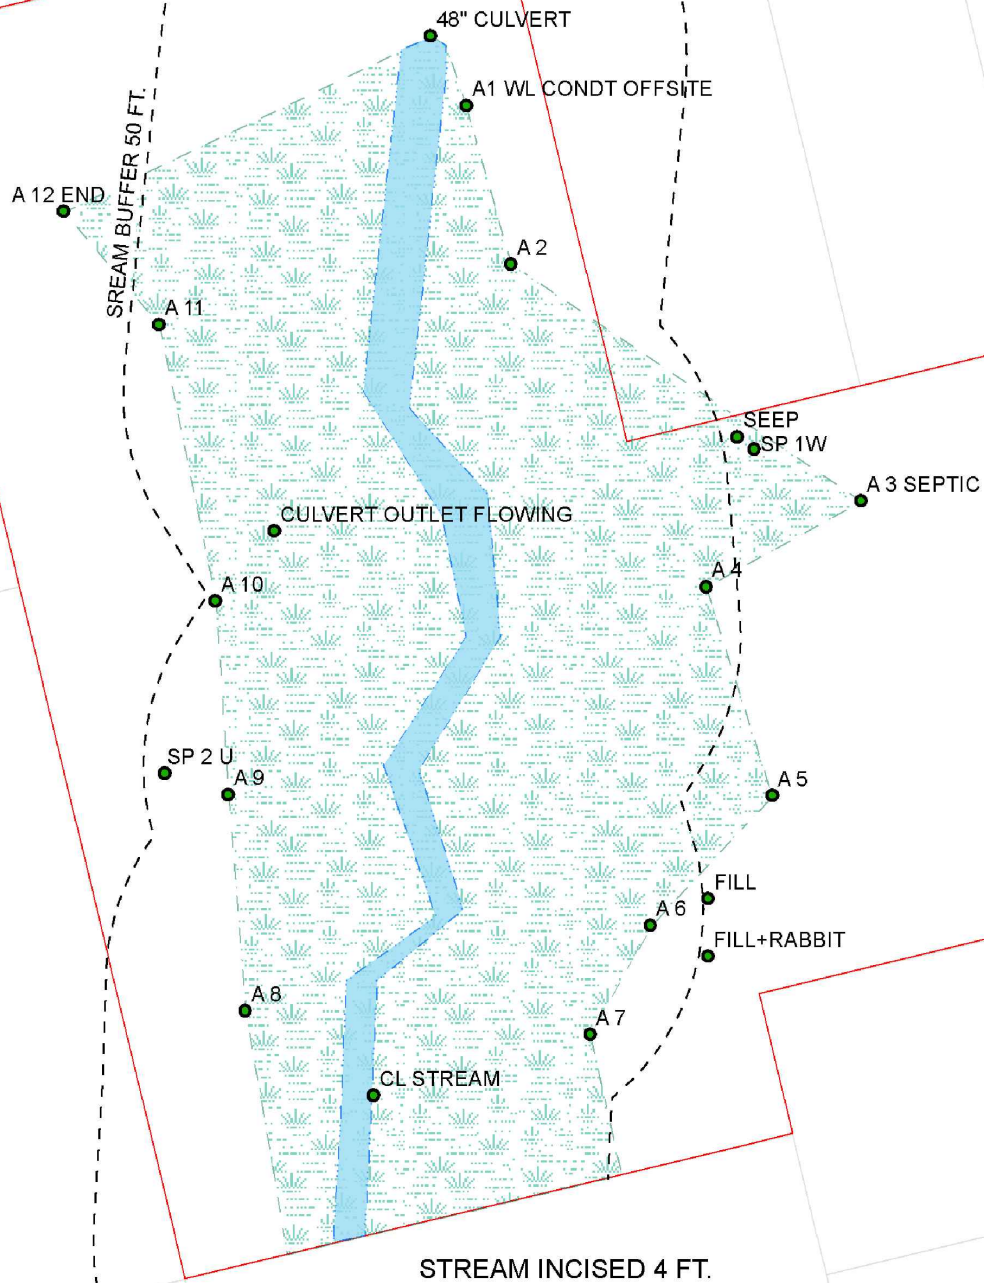 48" CULVERT
A1 WL CONDT OFFSITE
SREAM BUFFER 50 FT.
A 12 END
A 2
A 11
SEEP
SP 1W
A 3 SEPTIC
CULVERT OUTLET FLOWING
A 4
A 10
SP 2 U
A 9
A 5
FILL
A 6
FILL+RABBIT
A 8
A 7
CL STREAM
STREAM INCISED 4 FT.